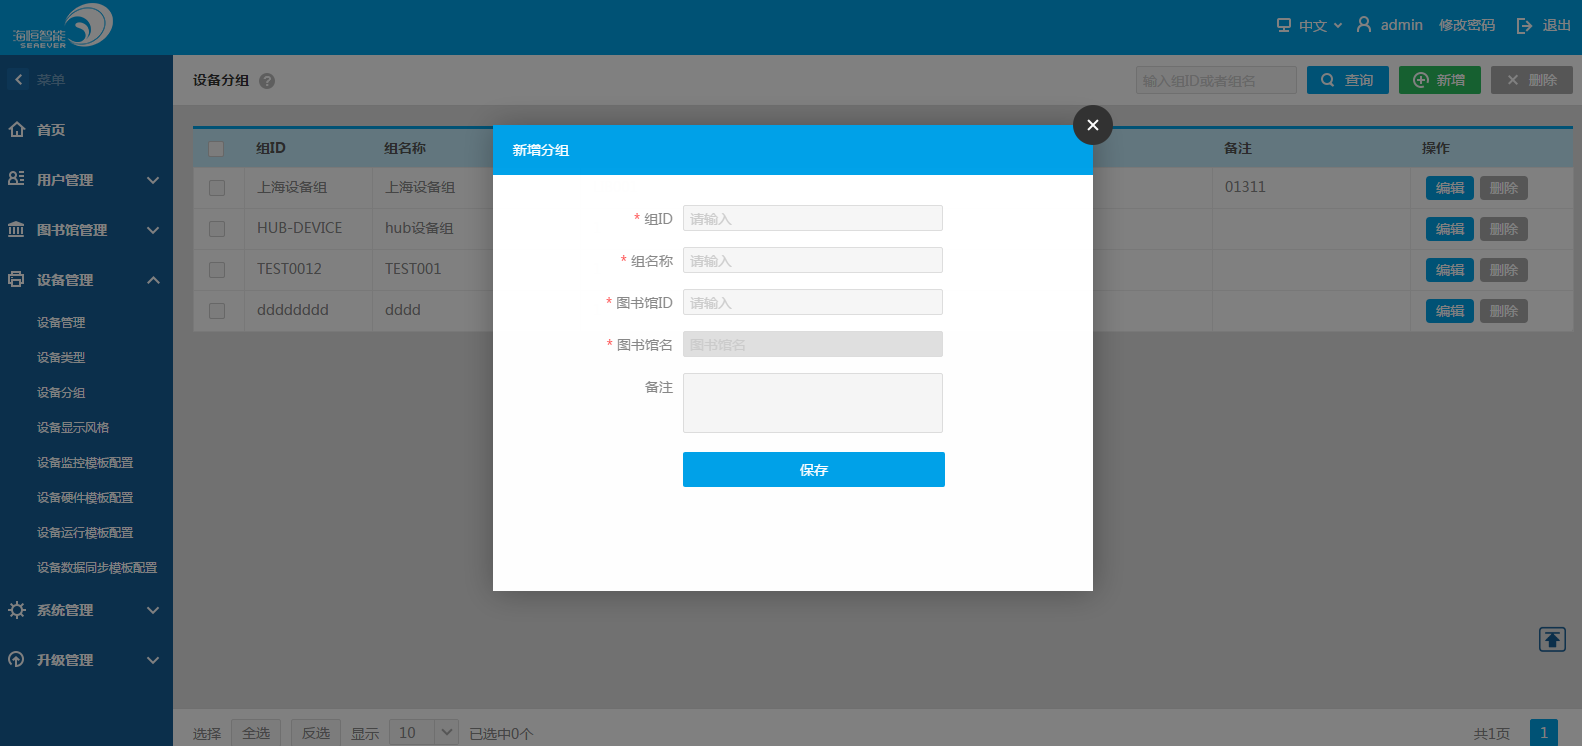 海恒智能
SEAEVER
中文 admin 修改密码 退出
菜单
首页
用户管理
图书馆管理
设备管理
设备管理
设备类型
设备分组
设备显示风格
设备监控模板配置
设备硬件模板配置
设备运行模板配置
设备数据同步模板配置
系统管理
升级管理
设备分组 ?
输入组ID或者组名 查询 新增 删除
组ID 组名称 备注 操作
上海设备组 上海设备组 01311 编辑 删除
HUB-DEVICE hub设备组 编辑 删除
TEST0012 TEST001 编辑 删除
dddddddd dddd 编辑 删除
新增分组
* 组ID 请输入
* 组名称 请输入
* 图书馆ID 请输入
* 图书馆名 图书馆名
备注
保存
选择 全选 反选 显示 10 已选中0个 共1页 1